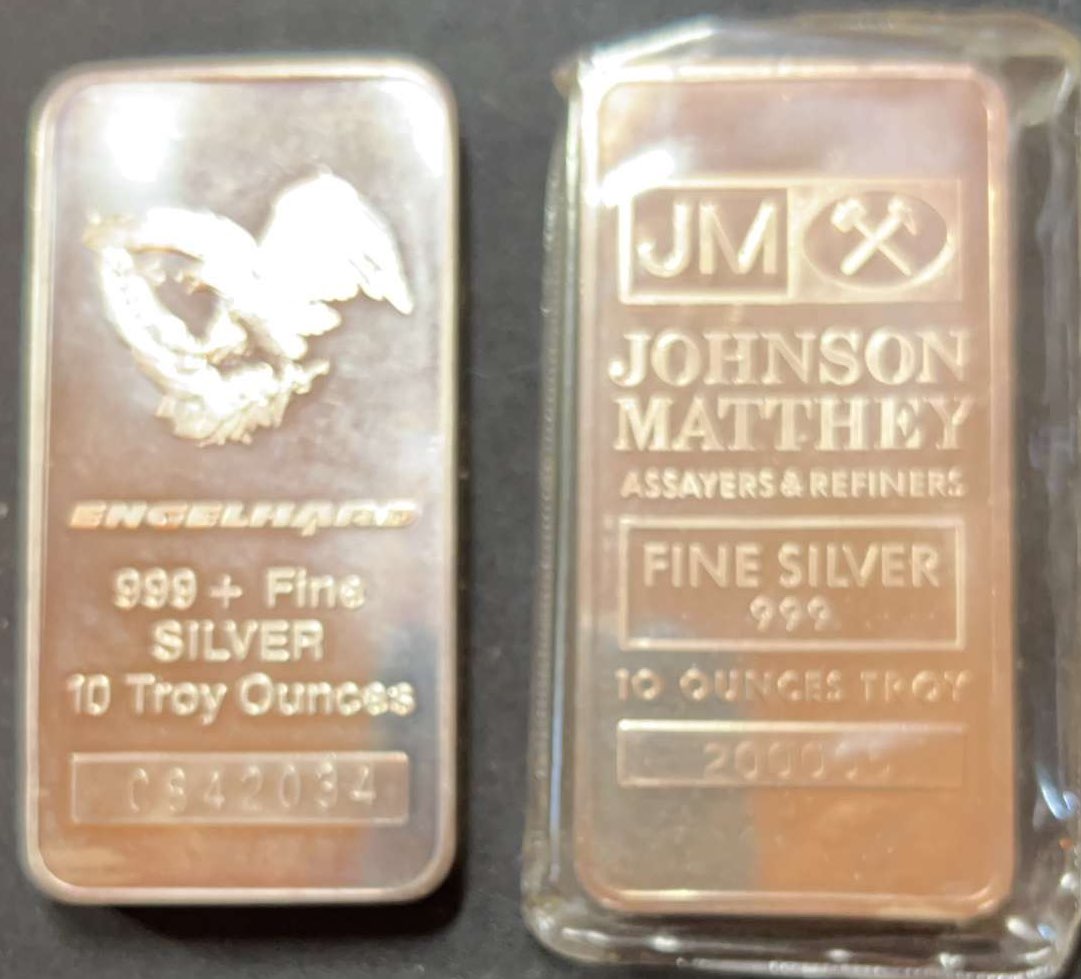 ENGELHARD
999 + Fine
SILVER
10 Troy Ounces
C842034
JM
JOHNSON
MATTHEY
ASSAYERS & REFINERS
FINE SILVER
999
10 OUNCES TROY